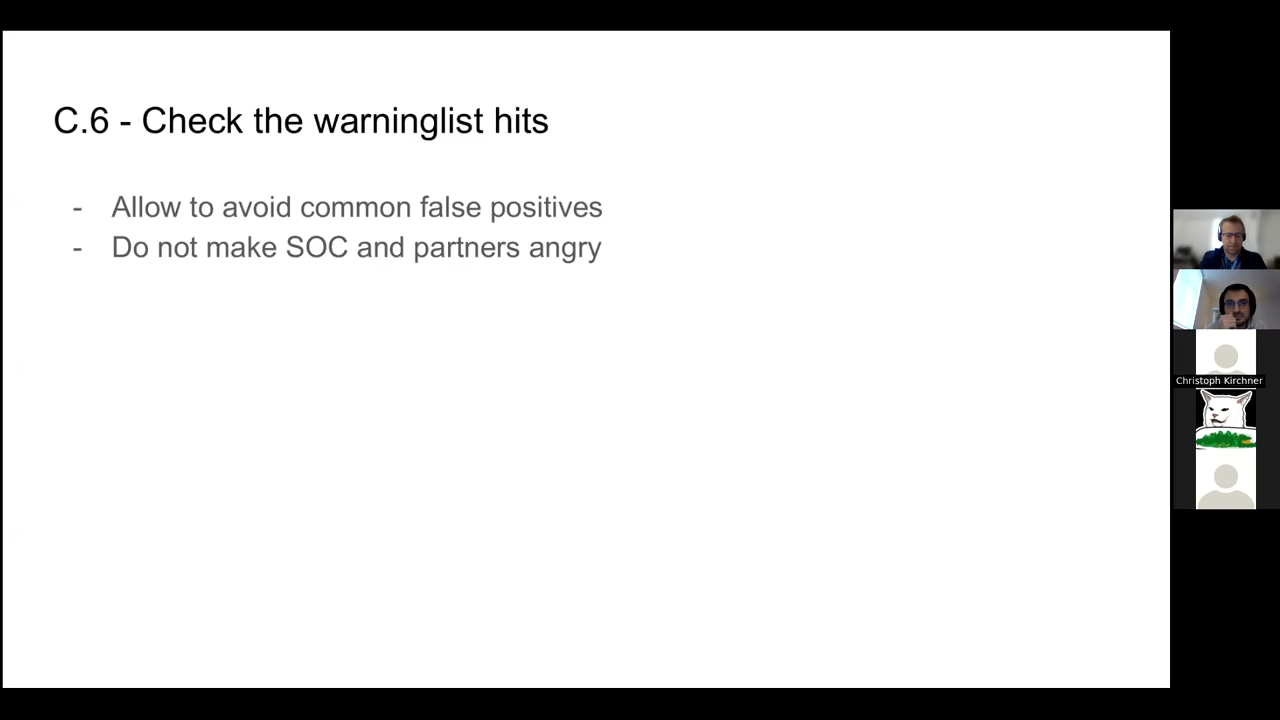 C.6 - Check the warninglist hits
- Allow to avoid common false positives
- Do not make SOC and partners angry
Christoph Kirchner